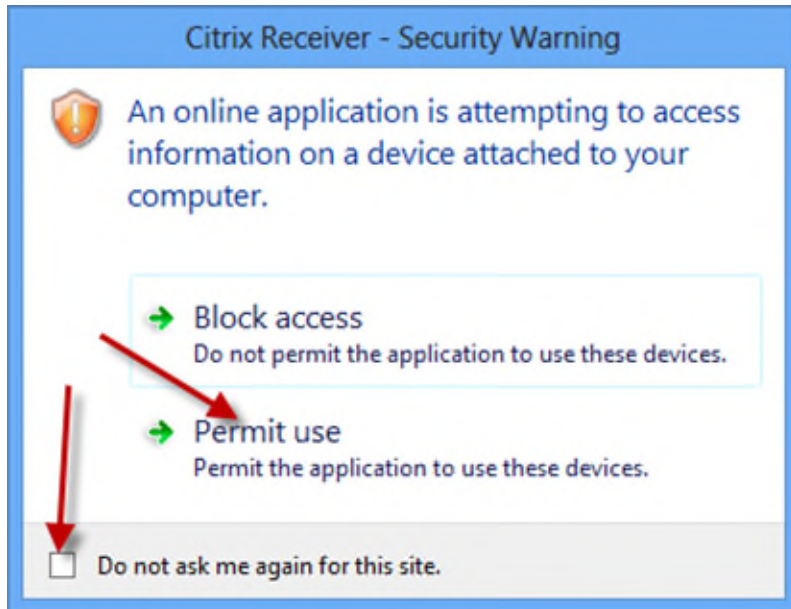 Citrix Receiver - Security Warning
An online application is attempting to access
information on a device attached to your
computer.
Block access
Do not permit the application to use these devices.
Permit use
Permit the application to use these devices.
Do not ask me again for this site.